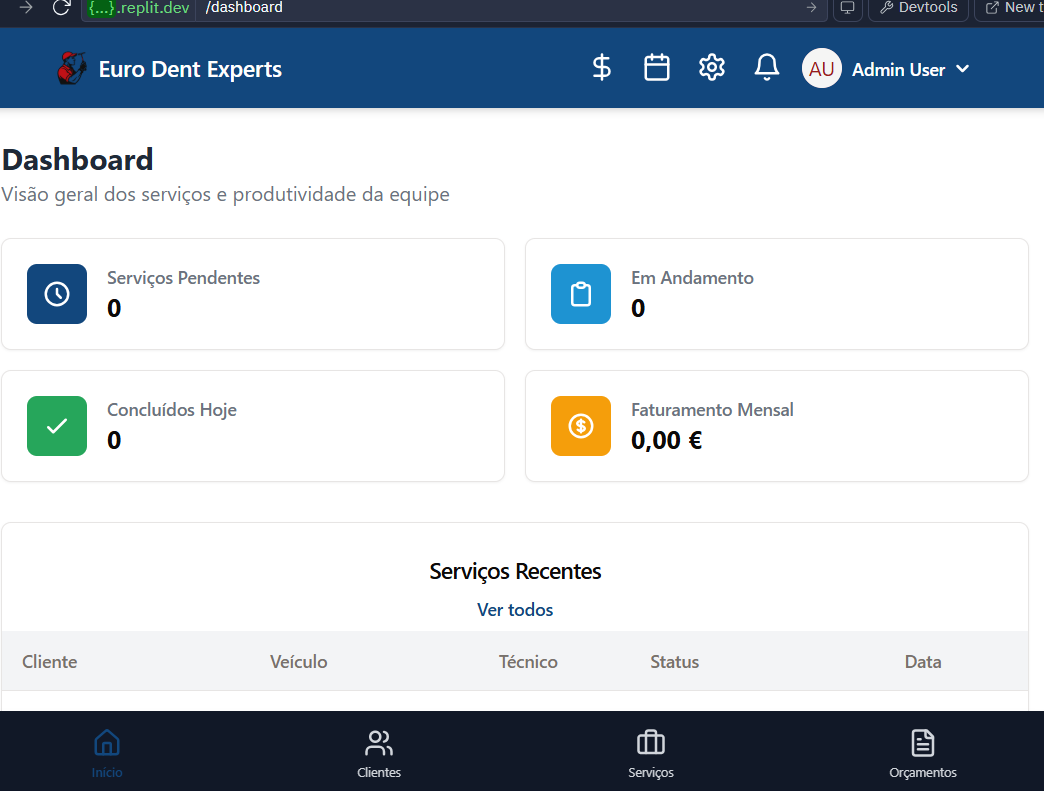 {...}.replit.dev /dashboard Devtools New t
Euro Dent Experts AU Admin User
Dashboard
Visão geral dos serviços e produtividade da equipe
Serviços Pendentes
0
Em Andamento
0
Concluídos Hoje
0
Faturamento Mensal
0,00 €
Serviços Recentes
Ver todos
Cliente Veículo Técnico Status Data
Início Clientes Serviços Orçamentos